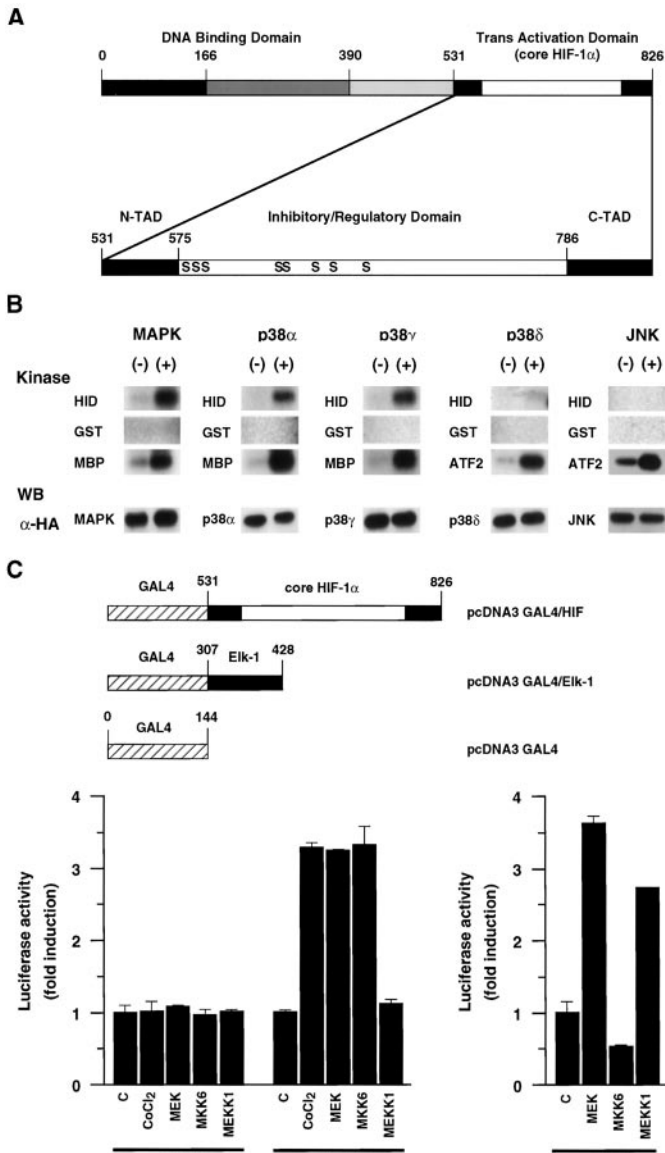 A
DNA Binding Domain
Trans Activation Domain
(core HIF-1α)
0 166 390 531 826
N-TAD Inhibitory/Regulatory Domain C-TAD
531 575 786
SSS SS S S S
B
MAPK p38α p38γ p38δ JNK
(-) (+) (-) (+) (-) (+) (-) (+) (-) (+)
Kinase
HID HID HID HID HID
GST GST GST GST GST
MBP MBP MBP ATF2 ATF2
WB
α-HA MAPK p38α p38γ p38δ JNK
C
GAL4 531 core HIF-1α 826
pcDNA3 GAL4/HIF
GAL4 307 Elk-1 428
pcDNA3 GAL4/Elk-1
0 GAL4 144
pcDNA3 GAL4
Luciferase activity
(fold induction)
4
3
2
1
0
C CoCl2 MEK MKK6 MEKK1
C CoCl2 MEK MKK6 MEKK1
Luciferase activity
(fold induction)
4
3
2
1
0
C MEK MKK6 MEKK1